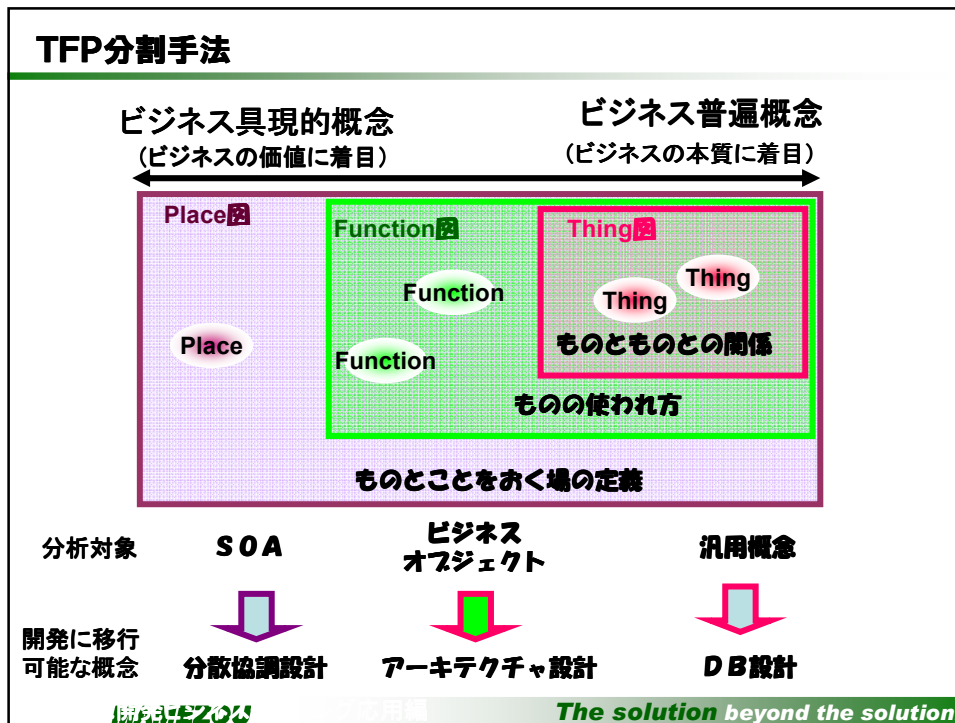 TFP分割手法
ビジネス具現的概念
(ビジネスの価値に着目)
ビジネス普遍概念
(ビジネスの本質に着目)
Place図
Function図
Thing図
Function
Thing
Thing
Place
Function
ものとものとの関係
ものの使われ方
ものとことをおく場の定義
分析対象
SOA
ビジネス
オブジェクト
汎用概念
開発に移行
可能な概念
分散協調設計
アーキテクチャ設計
DB設計
応用編
The solution beyond the solution